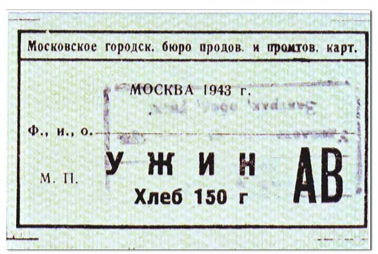 Московское городск. бюро продов. и промтов. карт.
МОСКВА 1943 г.
Ф., и., о.
УЖИН АВ
М. П. Хлеб 150 г